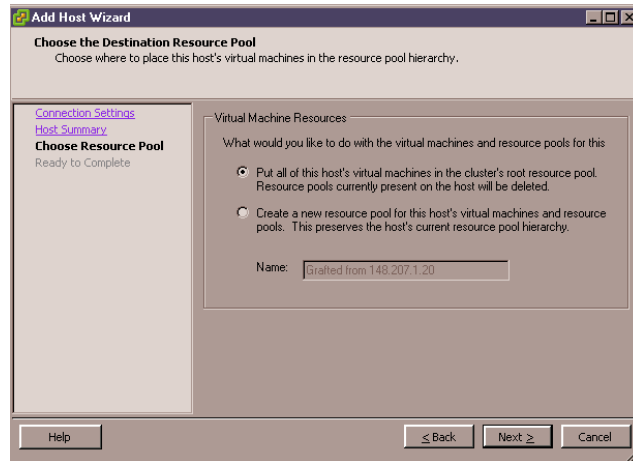 Add Host Wizard
Choose the Destination Resource Pool
Choose where to place this host's virtual machines in the resource pool hierarchy.
Connection Settings
Host Summary
Choose Resource Pool
Ready to Complete
Virtual Machine Resources
What would you like to do with the virtual machines and resource pools for this
Put all of this host's virtual machines in the cluster's root resource pool.
Resource pools currently present on the host will be deleted.
Create a new resource pool for this host's virtual machines and resource
pools. This preserves the host's current resource pool hierarchy.
Name: Grafted from 148.207.1.20
Help
< Back Next > Cancel